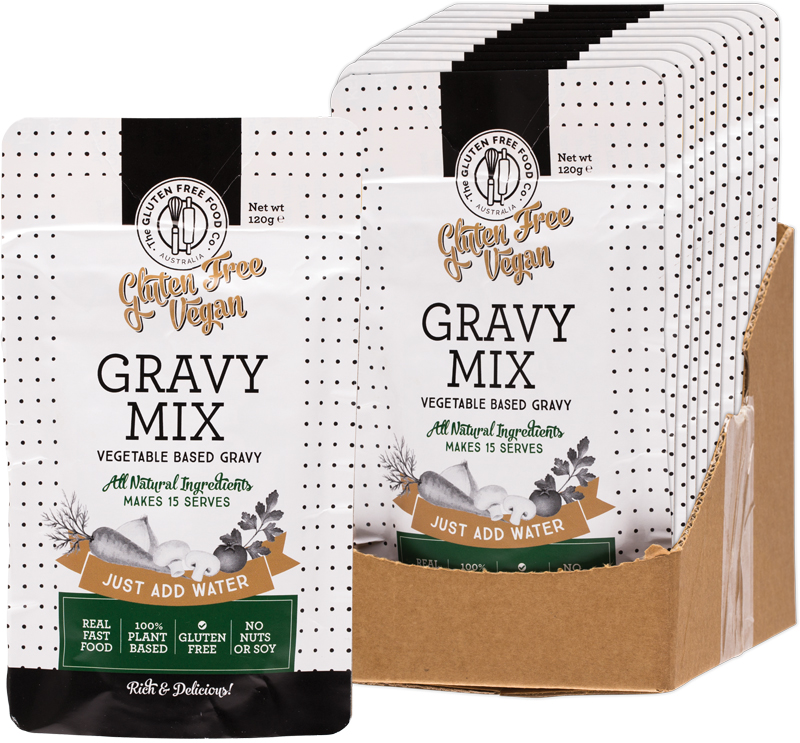 The GLUTEN FREE FOOD Co.
AUSTRALIA
Net wt
120g e
Gluten Free
Vegan
GRAVY
MIX
VEGETABLE BASED GRAVY
All Natural Ingredients
MAKES 15 SERVES
JUST ADD WATER
REAL FAST FOOD
100% PLANT BASED
GLUTEN FREE
NO NUTS OR SOY
Rich & Delicious!
The GLUTEN FREE FOOD Co.
AUSTRALIA
Net wt
120g e
Gluten Free
Vegan
GRAVY
MIX
VEGETABLE BASED GRAVY
All Natural Ingredients
MAKES 15 SERVES
JUST ADD WATER
REAL 100% NO